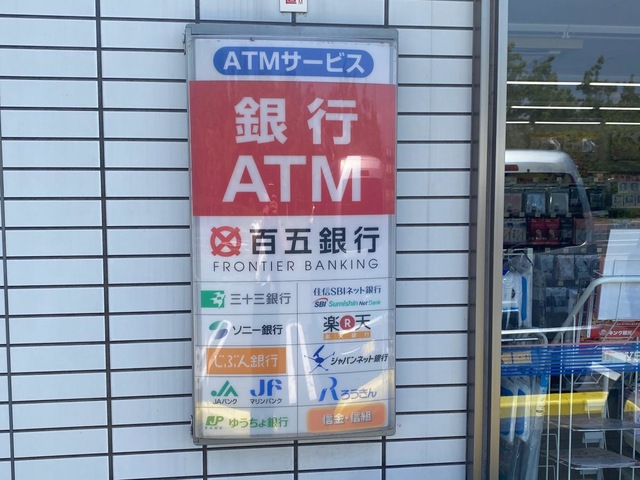 ATMサービス
銀行
ATM
百五銀行
FRONTIER BANKING
三十三銀行
住信SBIネット銀行
SBI Sumishin Net Bank
ソニー銀行
楽R天
じぶん銀行
ジャパンネット銀行
JA JF Rろうきん
JAバンク マリンバンク
JP ゆうちょ銀行
信金・信組